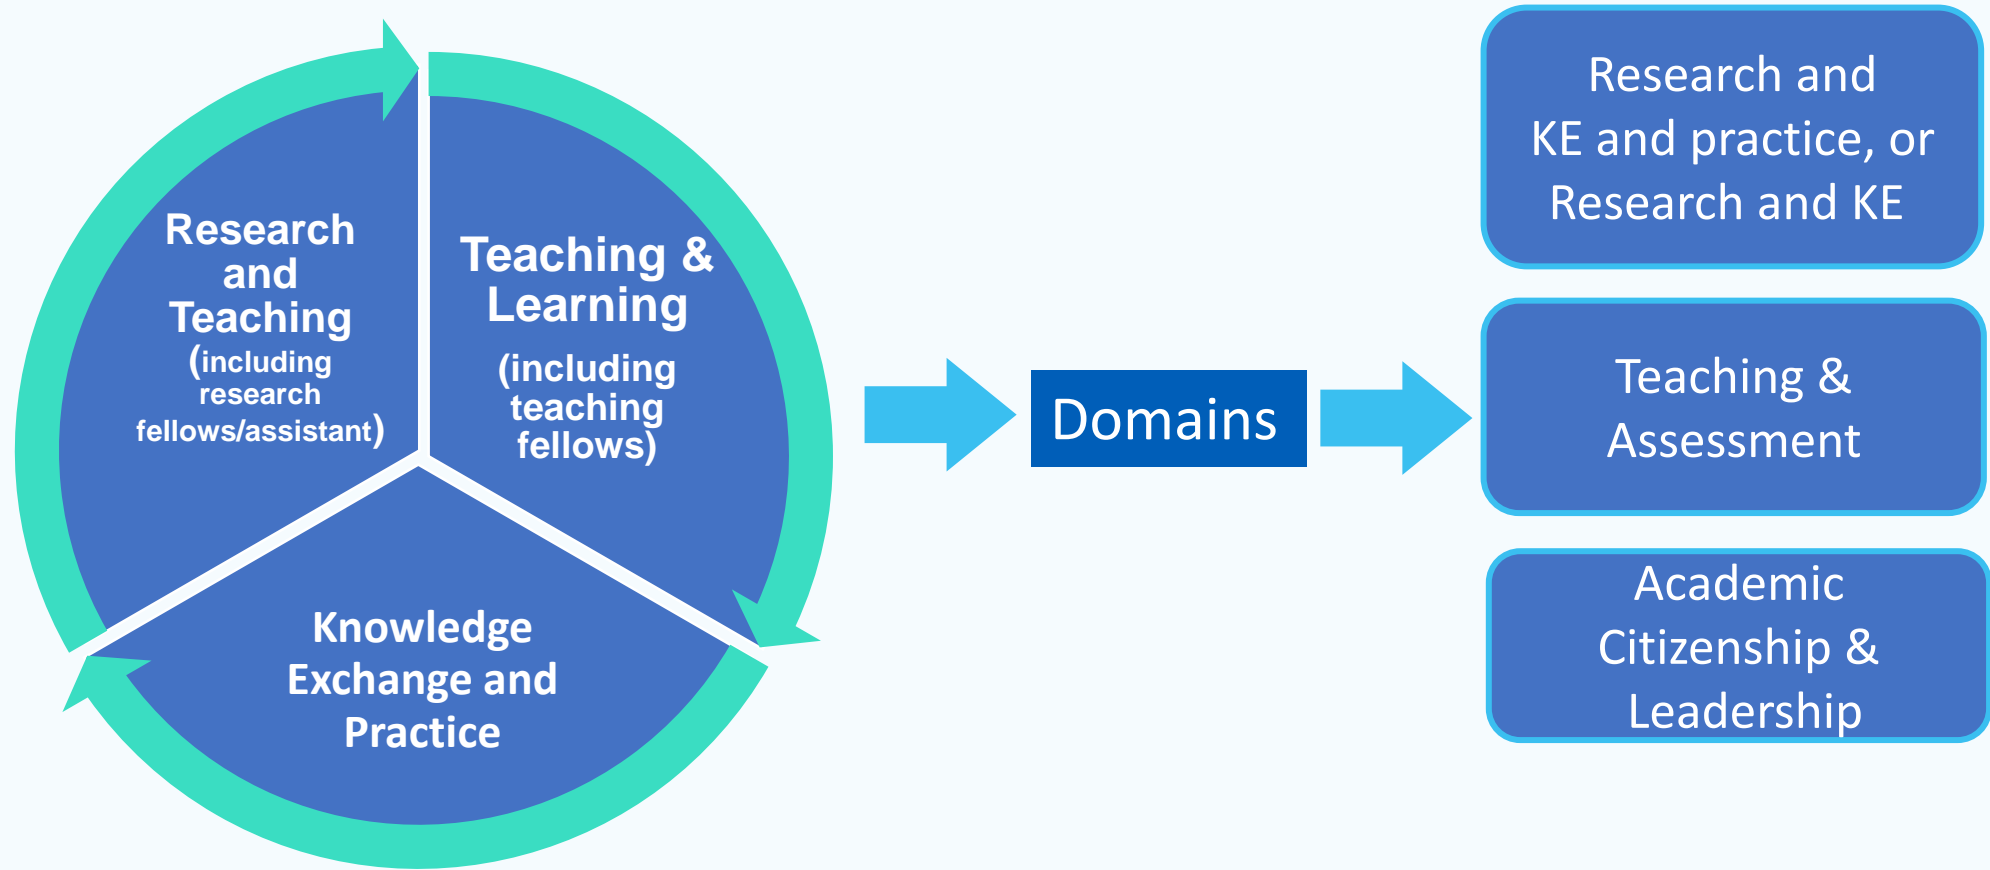 Research
and
Teaching
(including
research
fellows/assistant)
Teaching &
Learning
(including
teaching
fellows)
Knowledge
Exchange and
Practice
Domains
Research and
KE and practice, or
Research and KE
Teaching &
Assessment
Academic
Citizenship &
Leadership